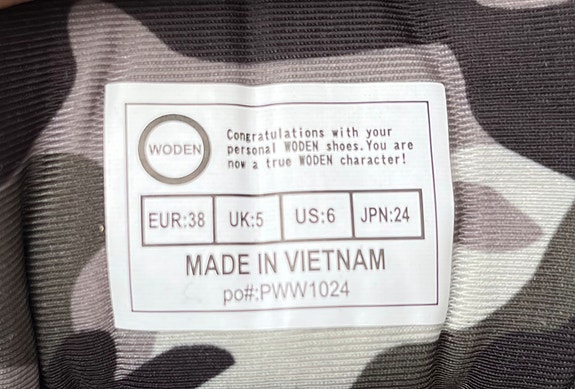 WODEN
Congratulations with your
personal WODEN shoes.You are
now a true WODEN character!
EUR:38 UK:5 US:6 JPN:24
MADE IN VIETNAM
po#:PWW1024